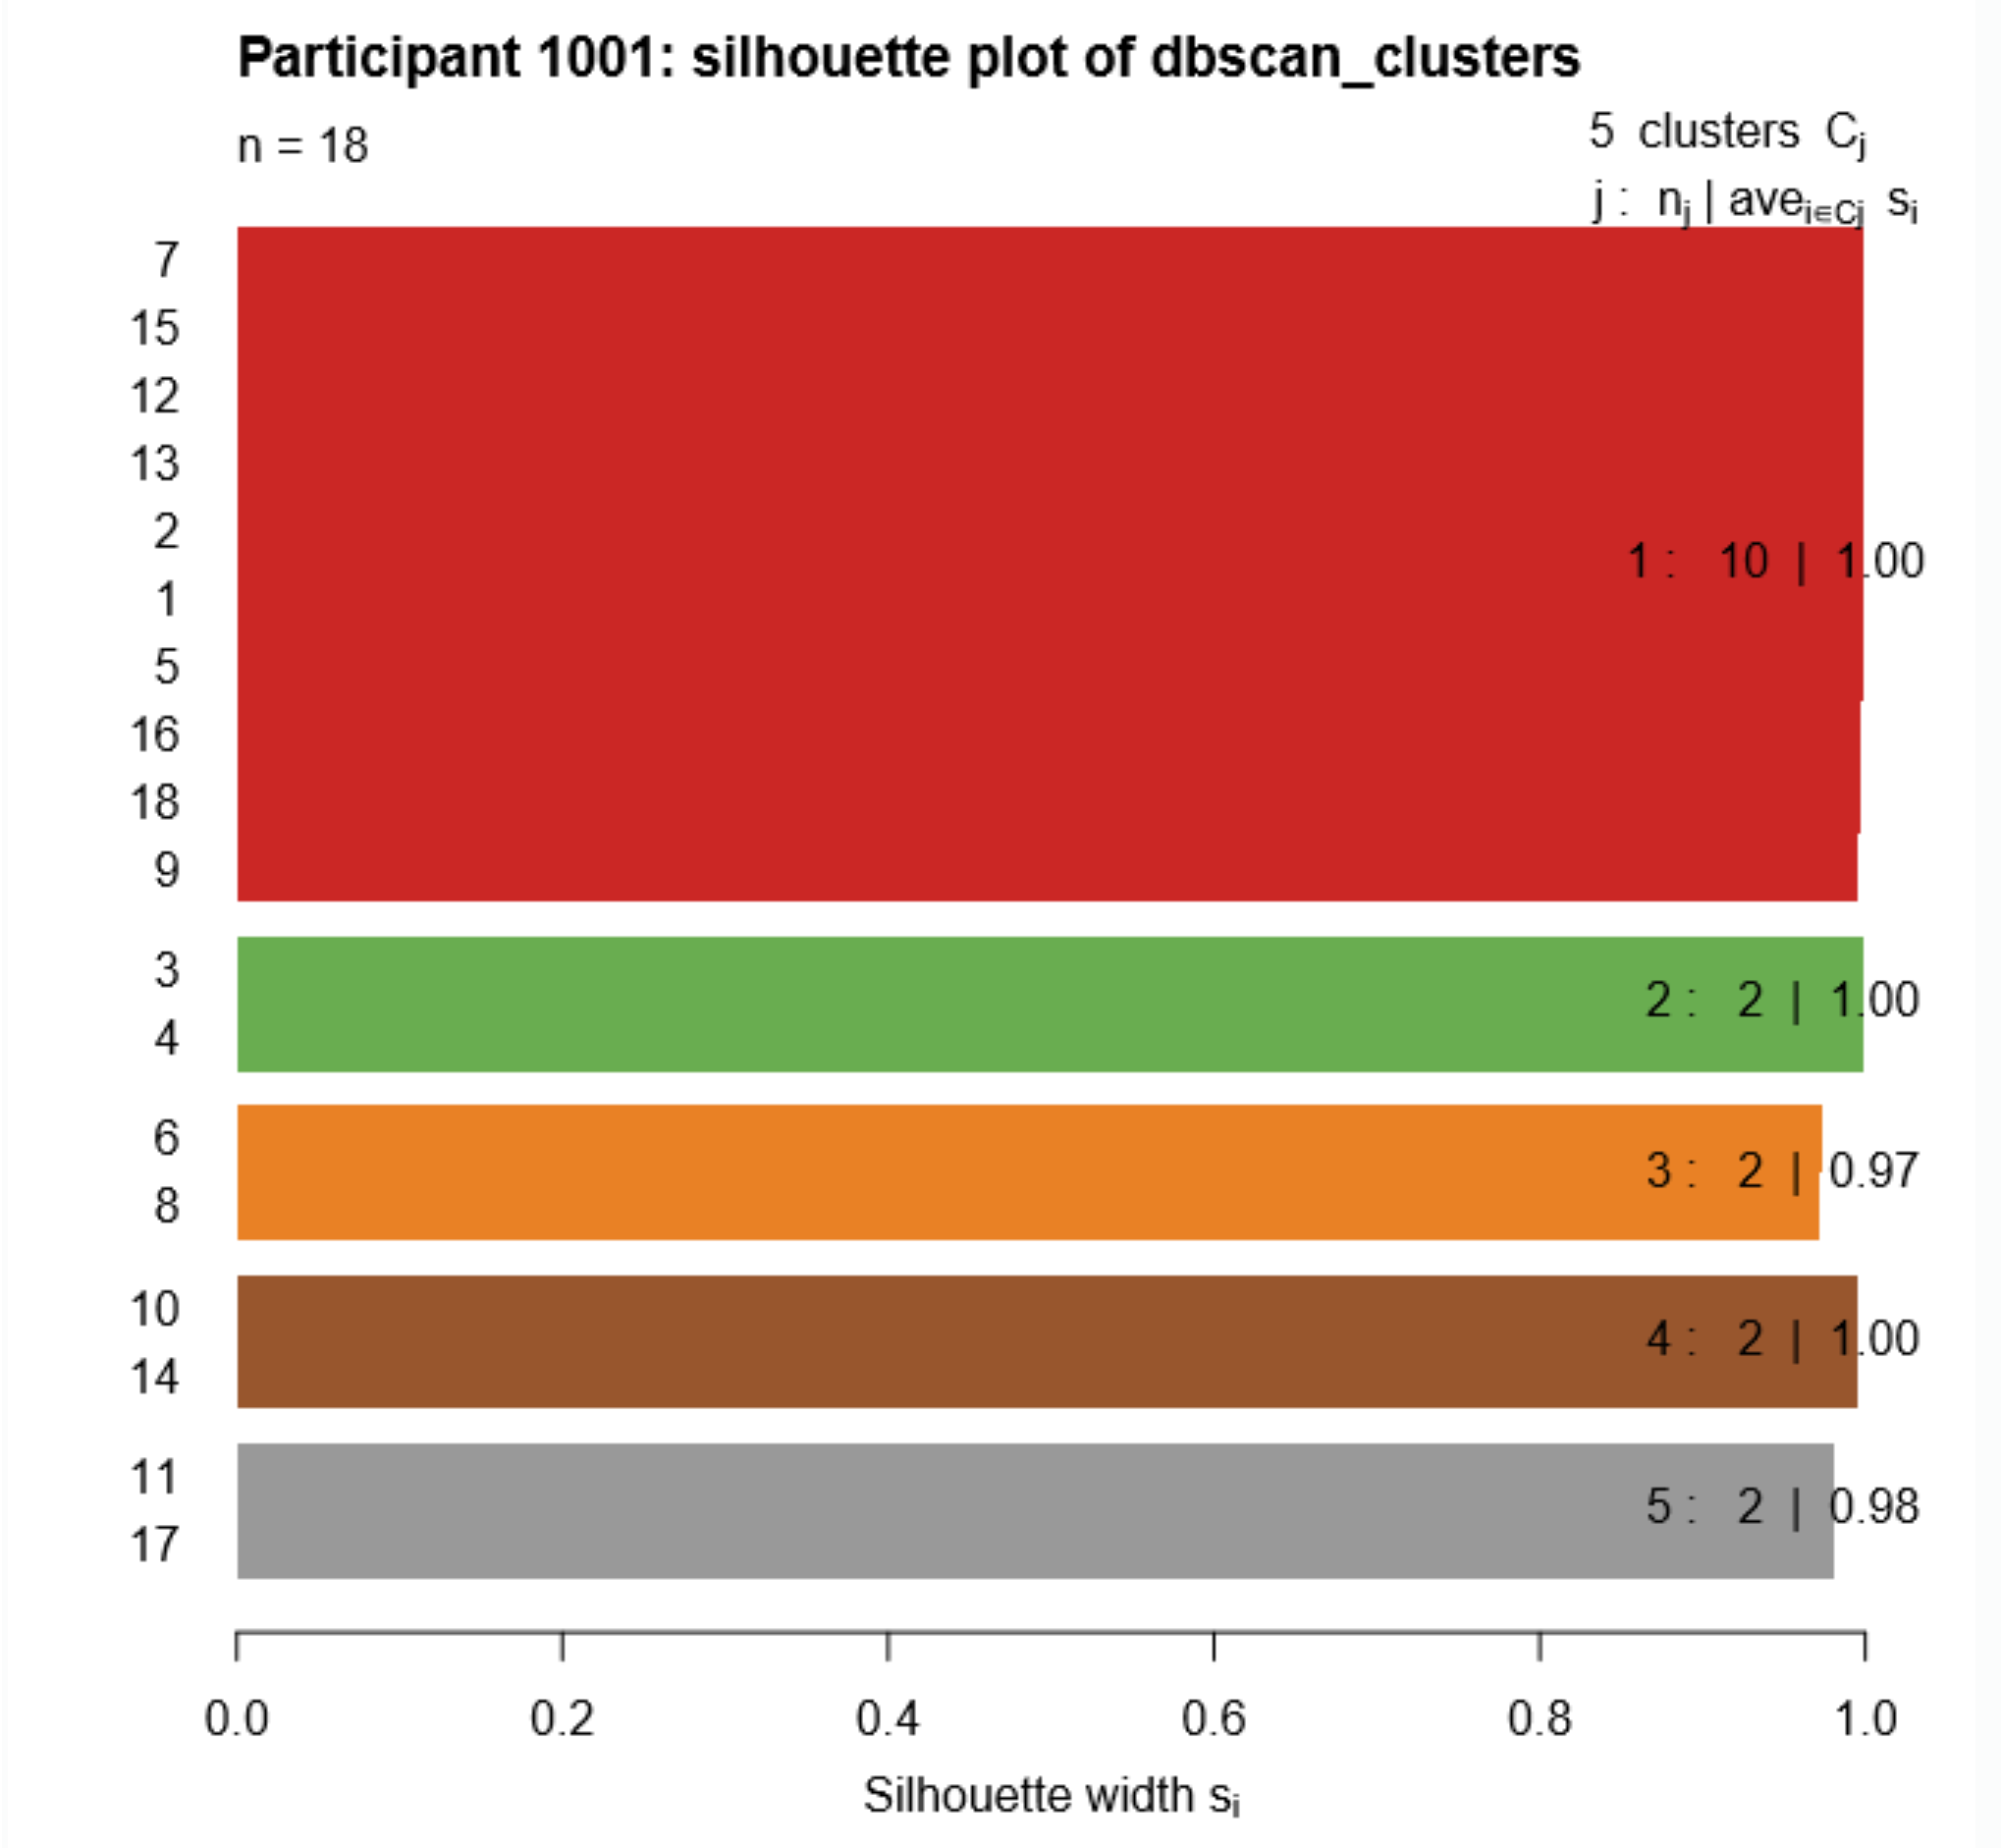 Participant 1001: silhouette plot of dbscan_clusters
n = 18
5 clusters Cj
j : nj | avei∈Cj si
7
15
12
13
2
1
5
16
18
9
1 : 10 | 1.00
3
4
2 : 2 | 1.00
6
8
3 : 2 | 0.97
10
14
4 : 2 | 1.00
11
17
5 : 2 | 0.98
0.0 0.2 0.4 0.6 0.8 1.0
Silhouette width si